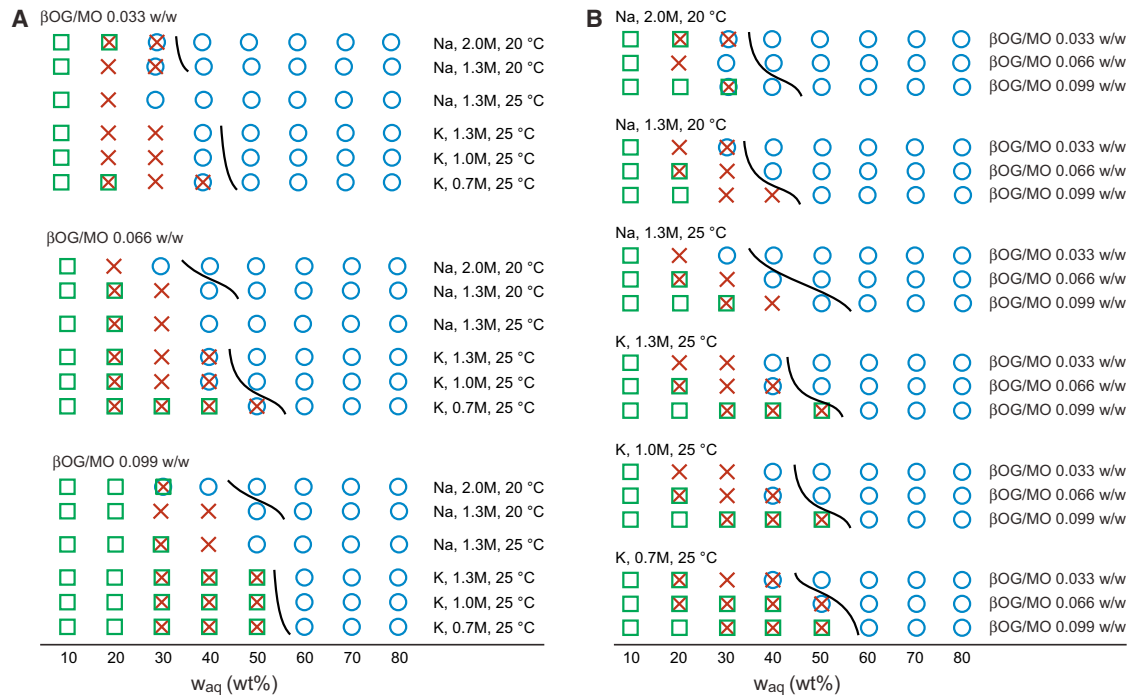 A
βOG/MO 0.033 w/w
Na, 2.0M, 20 °C
Na, 1.3M, 20 °C
Na, 1.3M, 25 °C
K, 1.3M, 25 °C
K, 1.0M, 25 °C
K, 0.7M, 25 °C
βOG/MO 0.066 w/w
Na, 2.0M, 20 °C
Na, 1.3M, 20 °C
Na, 1.3M, 25 °C
K, 1.3M, 25 °C
K, 1.0M, 25 °C
K, 0.7M, 25 °C
βOG/MO 0.099 w/w
Na, 2.0M, 20 °C
Na, 1.3M, 20 °C
Na, 1.3M, 25 °C
K, 1.3M, 25 °C
K, 1.0M, 25 °C
K, 0.7M, 25 °C
10 20 30 40 50 60 70 80
waq (wt%)
B
Na, 2.0M, 20 °C
βOG/MO 0.033 w/w
βOG/MO 0.066 w/w
βOG/MO 0.099 w/w
Na, 1.3M, 20 °C
βOG/MO 0.033 w/w
βOG/MO 0.066 w/w
βOG/MO 0.099 w/w
Na, 1.3M, 25 °C
βOG/MO 0.033 w/w
βOG/MO 0.066 w/w
βOG/MO 0.099 w/w
K, 1.3M, 25 °C
βOG/MO 0.033 w/w
βOG/MO 0.066 w/w
βOG/MO 0.099 w/w
K, 1.0M, 25 °C
βOG/MO 0.033 w/w
βOG/MO 0.066 w/w
βOG/MO 0.099 w/w
K, 0.7M, 25 °C
βOG/MO 0.033 w/w
βOG/MO 0.066 w/w
βOG/MO 0.099 w/w
10 20 30 40 50 60 70 80
waq (wt%)